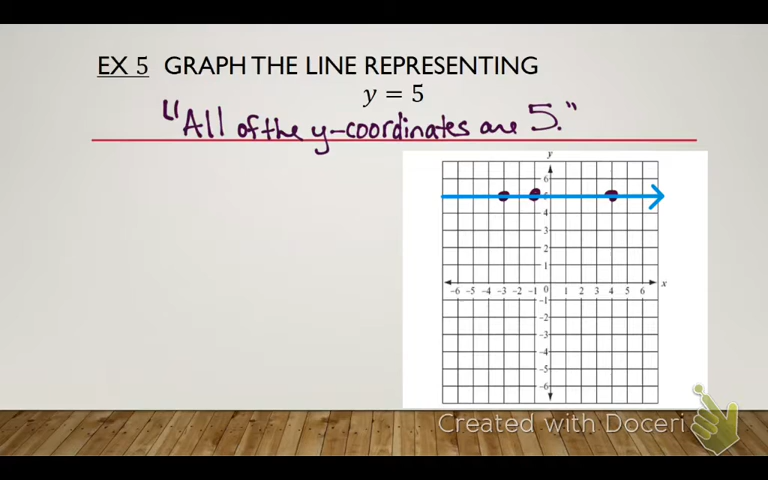 EX 5 GRAPH THE LINE REPRESENTING
y = 5
"All of the y-coordinates are 5."
y
6
4
3
2
1
-6 -5 -4 -3 -2 -1 0 1 2 3 4 5 6 x
-1
-2
-3
-4
-5
-6
Created with Doceri